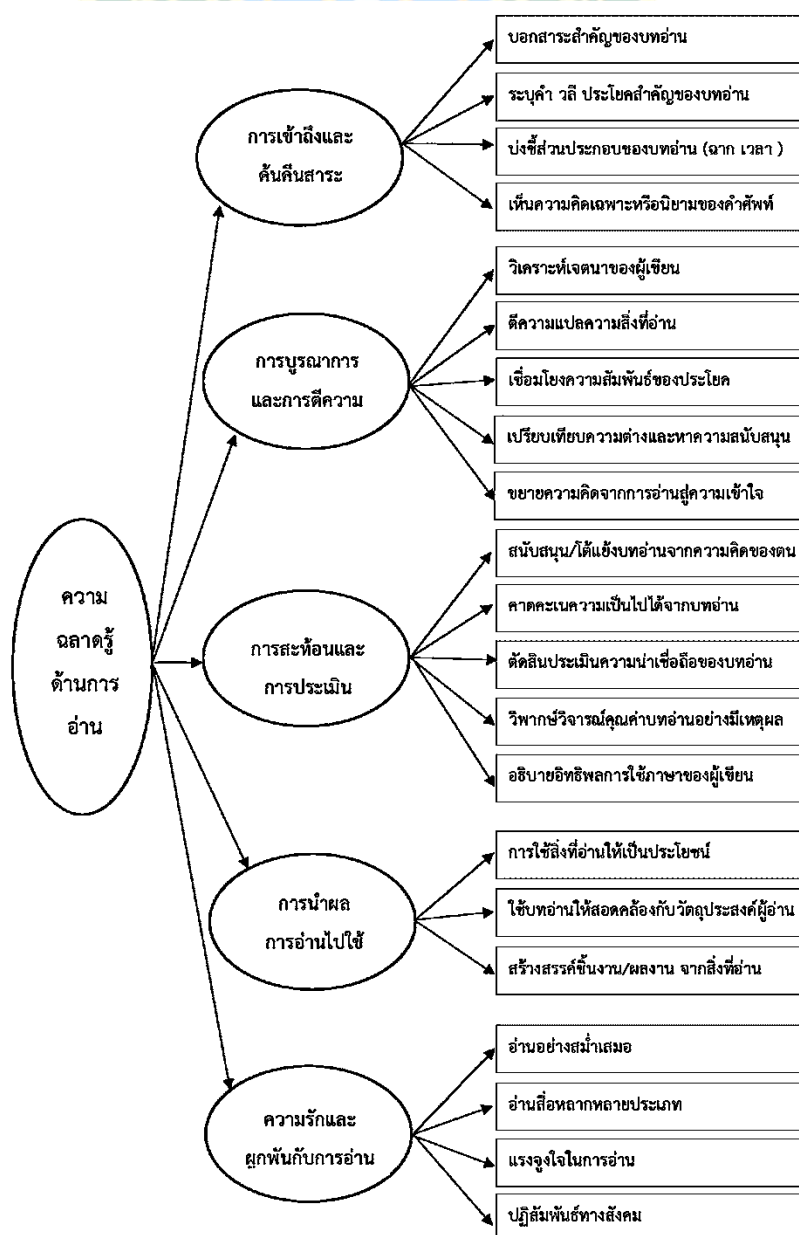 ความ
ฉลาดรู้
ด้านการ
อ่าน
การเข้าถึงและ
ค้นคืนสาระ
บอกสาระสำคัญของบทอ่าน
ระบุคำ วลี ประโยคสำคัญของบทอ่าน
บ่งชี้ส่วนประกอบของบทอ่าน (ฉาก เวลา )
เห็นความคิดเฉพาะหรือนิยามของคำศัพท์
การบูรณาการ
และการตีความ
วิเคราะห์เจตนาของผู้เขียน
ตีความแปลความสิ่งที่อ่าน
เชื่อมโยงความสัมพันธ์ของประโยค
เปรียบเทียบความต่างและหาความสนับสนุน
ขยายความคิดจากการอ่านสู่ความเข้าใจ
การสะท้อนและ
การประเมิน
สนับสนุน/โต้แย้งบทอ่านจากความคิดของตน
คาดคะเนความเป็นไปได้จากบทอ่าน
ตัดสินประเมินความน่าเชื่อถือของบทอ่าน
วิพากษ์วิจารณ์คุณค่าบทอ่านอย่างมีเหตุผล
อธิบายอิทธิพลการใช้ภาษาของผู้เขียน
การนำผล
การอ่านไปใช้
การใช้สิ่งที่อ่านให้เป็นประโยชน์
ใช้บทอ่านให้สอดคล้องกับวัตถุประสงค์ผู้อ่าน
สร้างสรรค์ชิ้นงาน/ผลงาน จากสิ่งที่อ่าน
ความรักและ
ผูกพันกับการอ่าน
อ่านอย่างสม่ำเสมอ
อ่านสื่อหลากหลายประเภท
แรงจูงใจในการอ่าน
ปฏิสัมพันธ์ทางสังคม